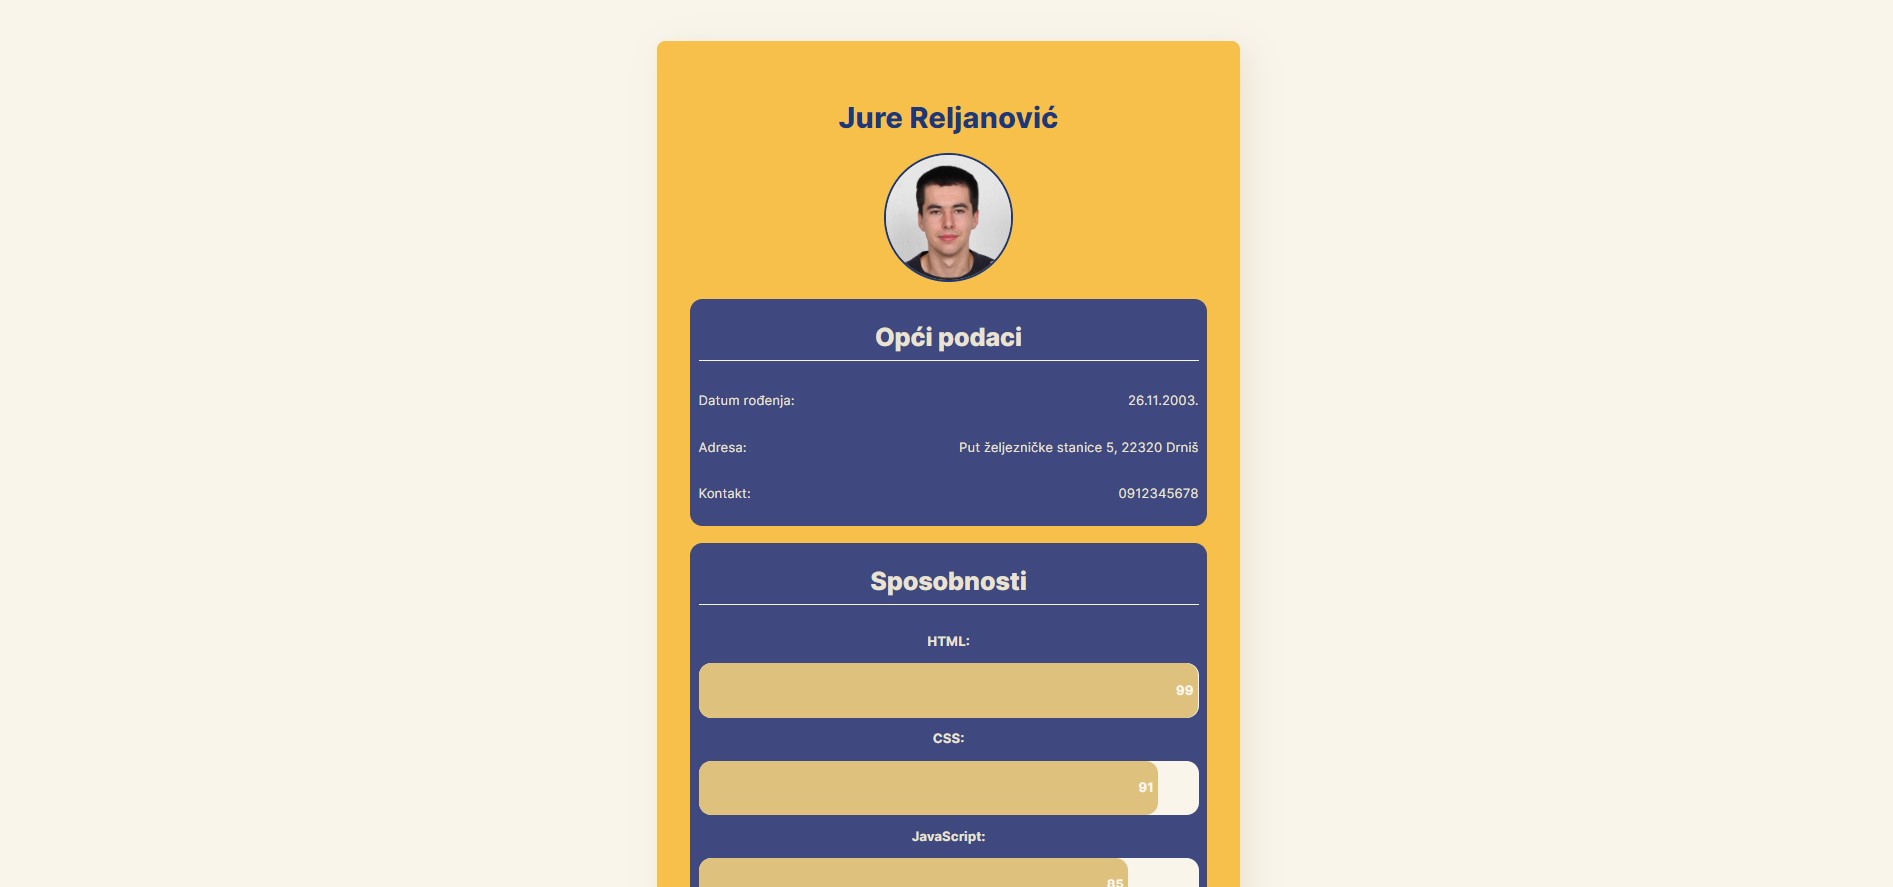 Jure Reljanović
Opći podaci
Datum rođenja: 26.11.2003.
Adresa: Put željezničke stanice 5, 22320 Drniš
Kontakt: 0912345678
Sposobnosti
HTML:
99
CSS:
91
JavaScript:
85